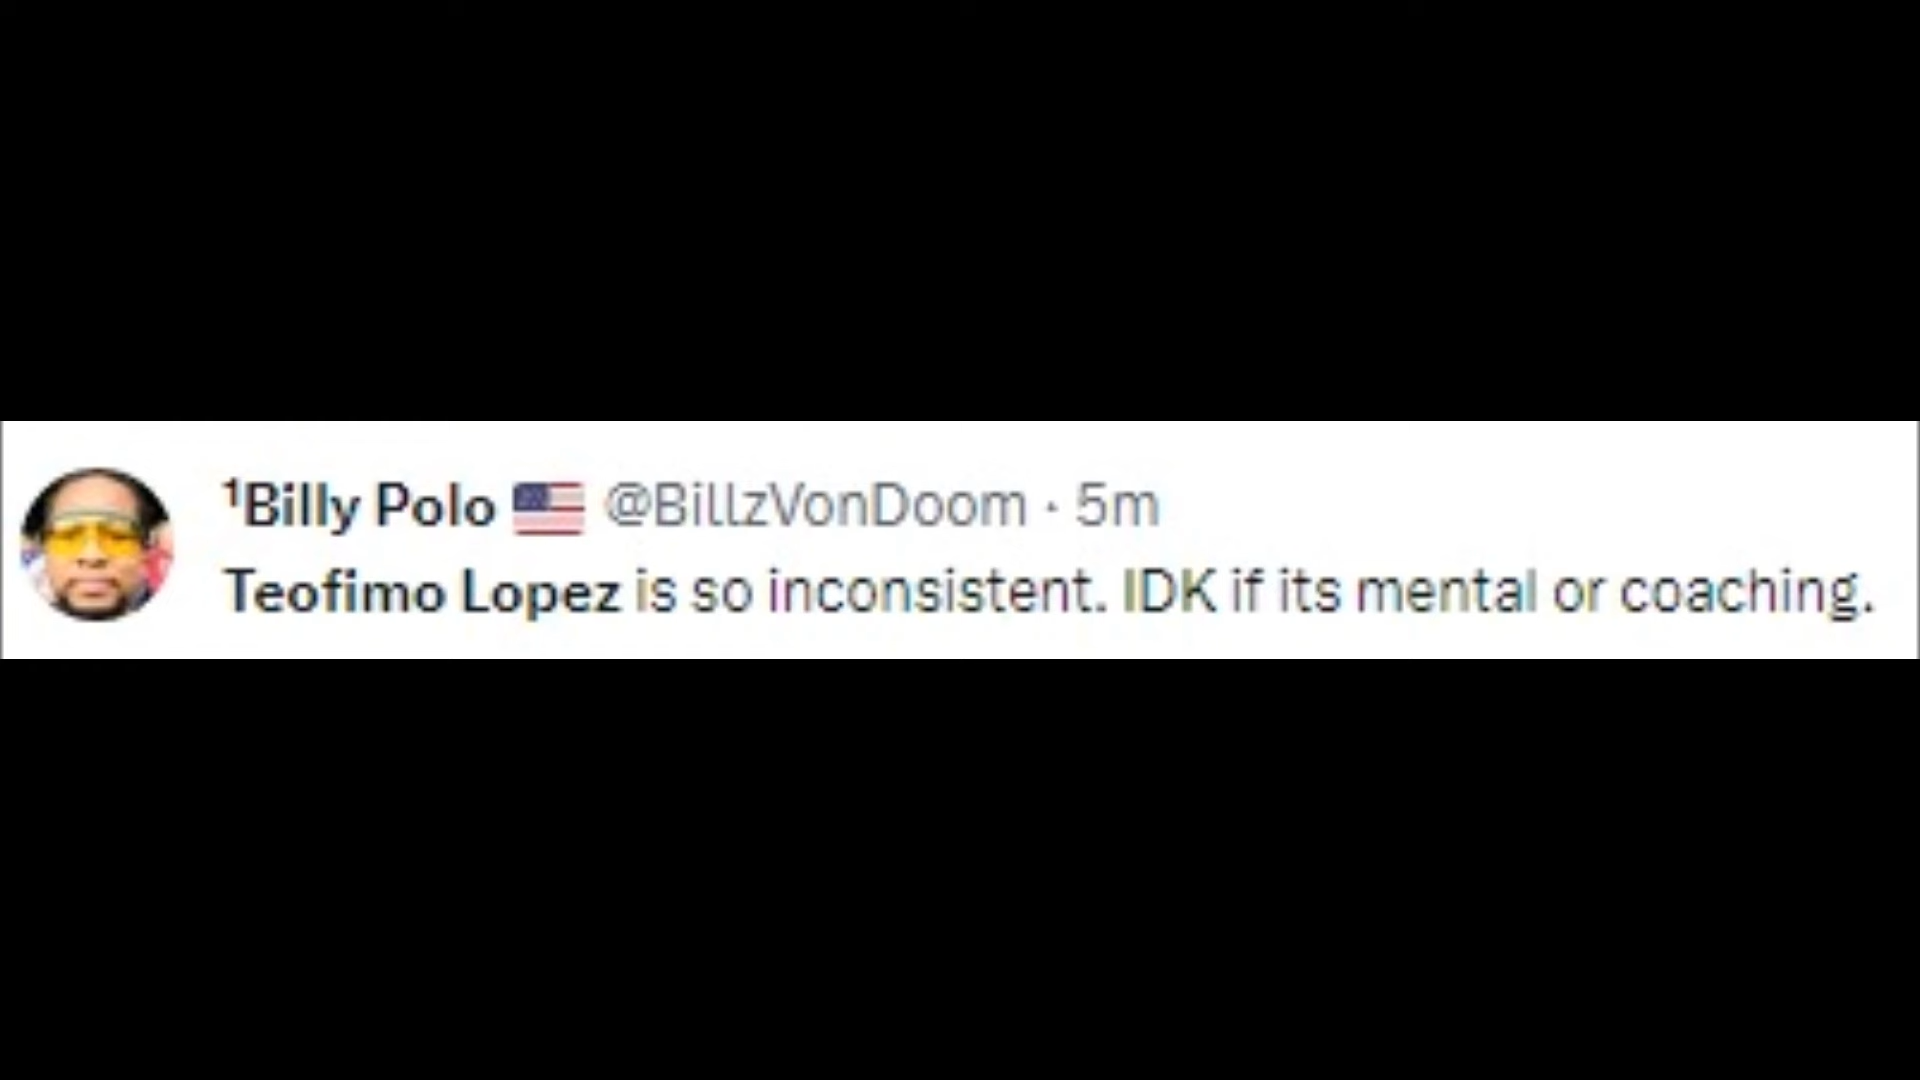 ¹Billy Polo 🇺🇸 @BillzVonDoom · 5m
Teofimo Lopez is so inconsistent. IDK if its mental or coaching.